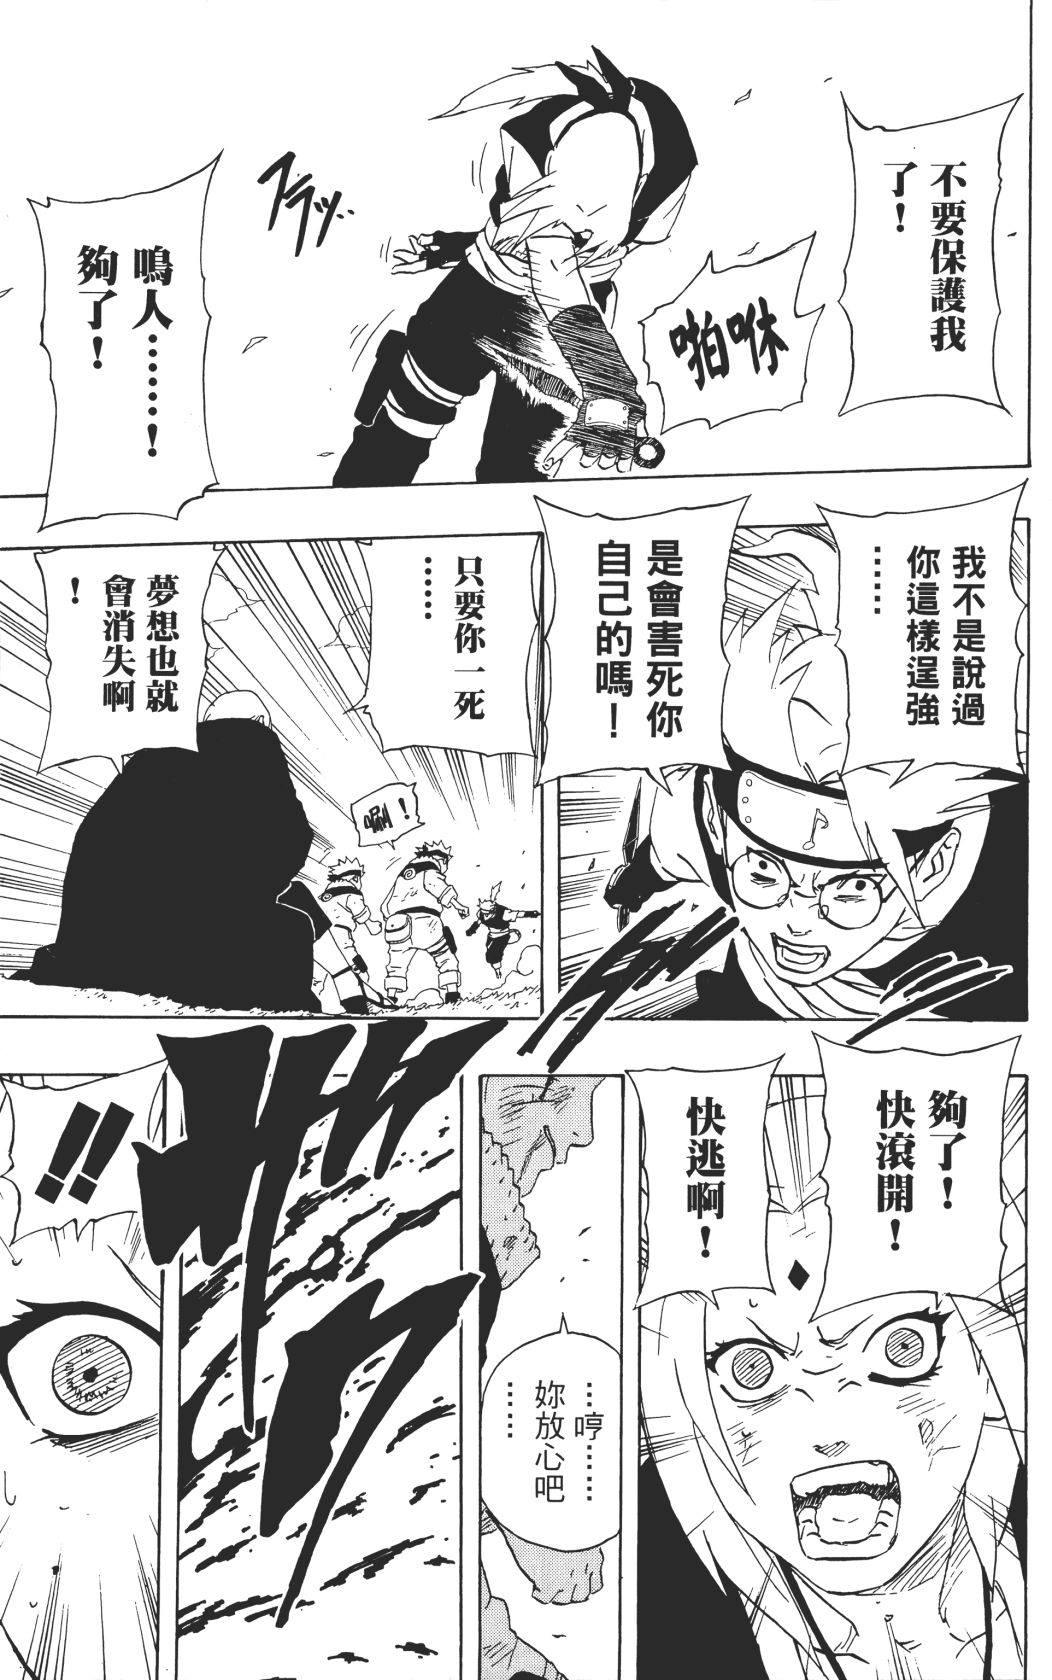 不要保護我
了！
啪咻
フラッ…
鳴人………！
夠了！
我不是說過
你這樣逞強
……
是會害死你
自己的嗎！
只要你一死
……
唰！
夢想也就
會消失啊
！
夠了！
快滾開！
快逃啊！
…哼……
妳放心吧
……
!!